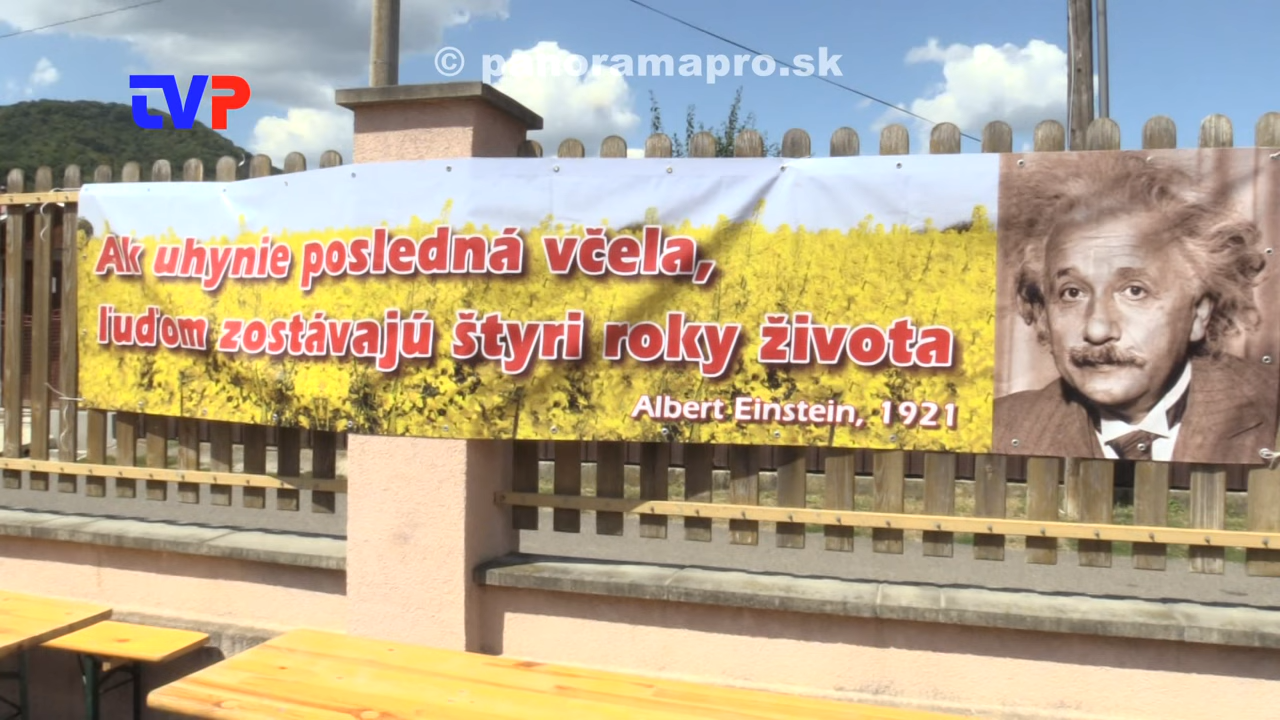 © panoramapro.sk
TVP
Ak uhynie posledná včela,
ľuďom zostávajú štyri roky života
Albert Einstein, 1921